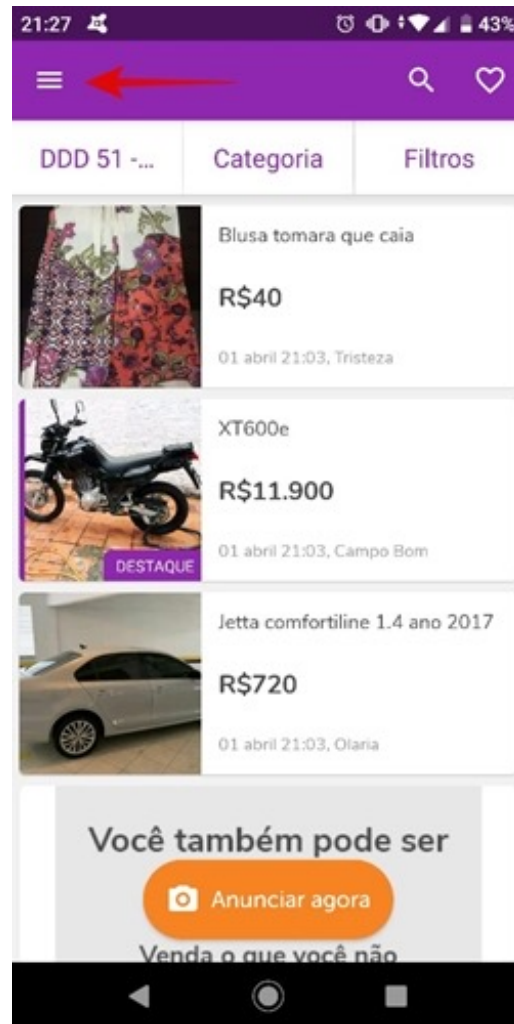 21:27
43%
DDD 51 -...
Categoria
Filtros
Blusa tomara que caia
R$40
01 abril 21:03, Tristeza
XT600e
R$11.900
01 abril 21:03, Campo Bom
DESTAQUE
Jetta comfortiline 1.4 ano 2017
R$720
01 abril 21:03, Olaria
Você também pode ser
Anunciar agora
Venda o que você não